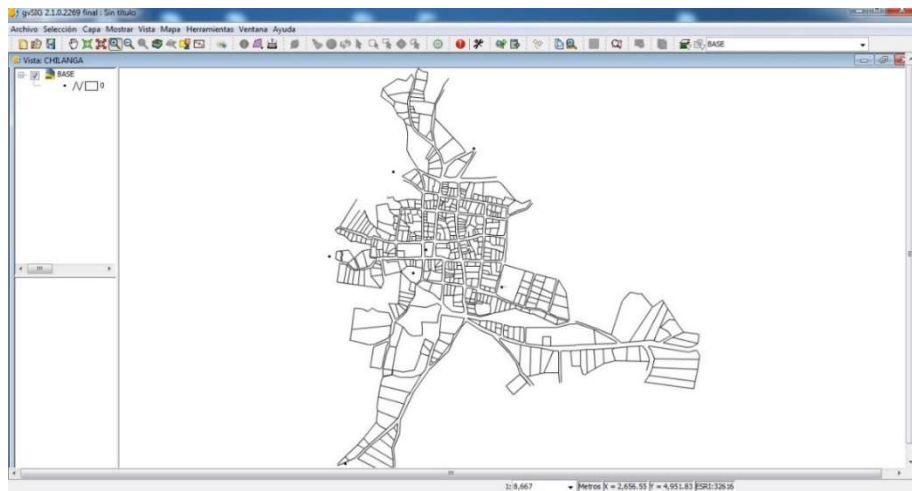 gvSIG 2.1.0.2269 final : Sin título
Archivo Selección Capa Mostrar Vista Mapa Herramientas Ventana Ayuda
BASE
Vista: CHILANGA
BASE
0
1: 8,667 Metros X = 2,656.55 Y = 4,951.83 ESRI:32616